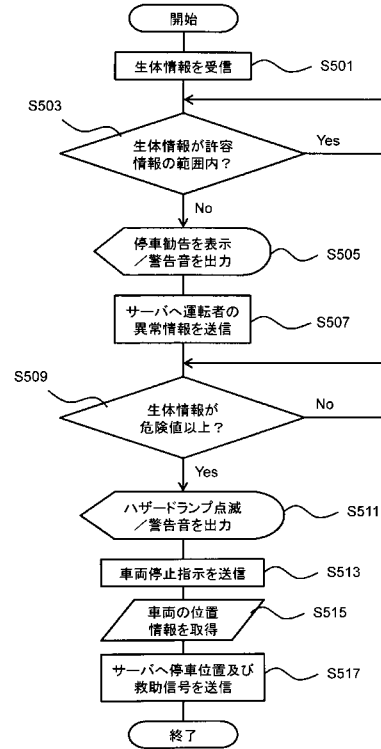 開始
生体情報を受信
S501
S503
生体情報が許容
情報の範囲内？
Yes
No
停車勧告を表示
／警告音を出力
S505
サーバへ運転者の
異常情報を送信
S507
S509
生体情報が
危険値以上？
No
Yes
ハザードランプ点滅
／警告音を出力
S511
車両停止指示を送信
S513
車両の位置
情報を取得
S515
サーバへ停車位置及び
救助信号を送信
S517
終了